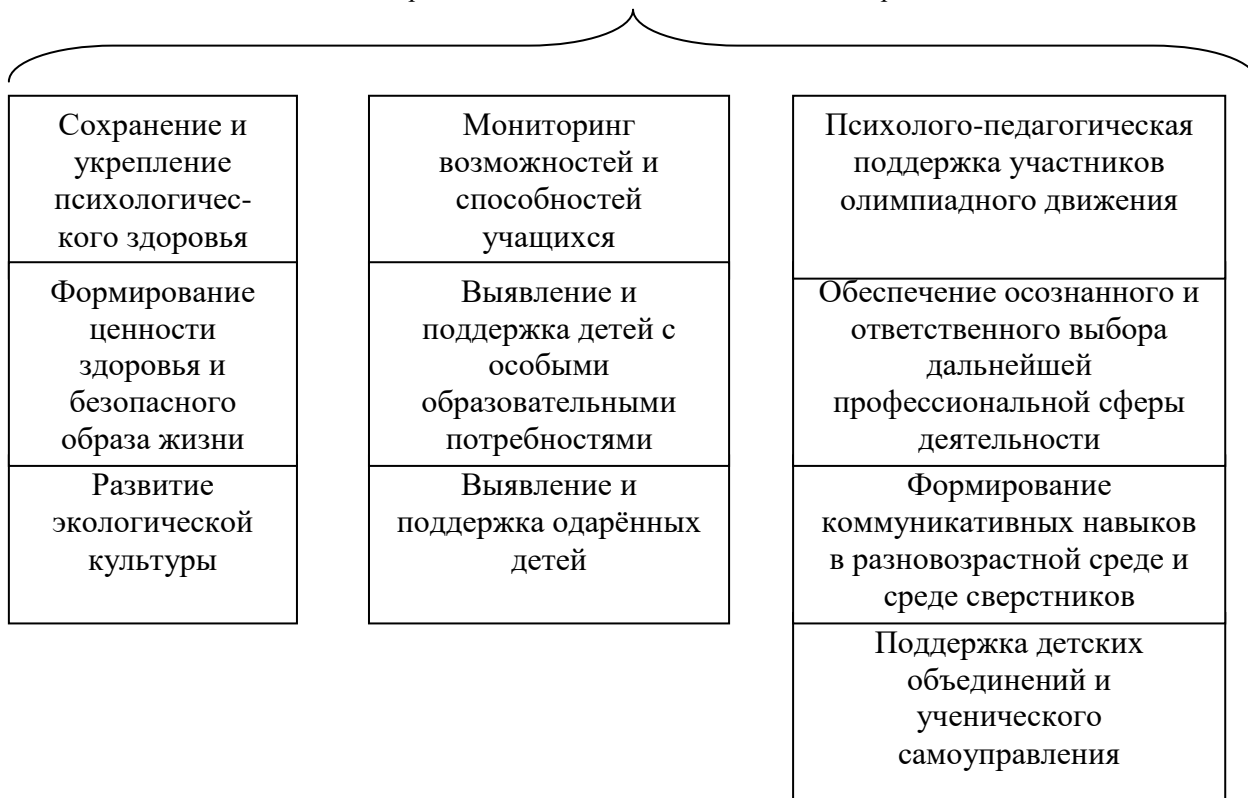 Сохранение и
укрепление
психологичес-
кого здоровья
Формирование
ценности
здоровья и
безопасного
образа жизни
Развитие
экологической
культуры
Мониторинг
возможностей и
способностей
учащихся
Выявление и
поддержка детей с
особыми
образовательными
потребностями
Выявление и
поддержка одарённых
детей
Психолого-педагогическая
поддержка участников
олимпиадного движения
Обеспечение осознанного и
ответственного выбора
дальнейшей
профессиональной сферы
деятельности
Формирование
коммуникативных навыков
в разновозрастной среде и
среде сверстников
Поддержка детских
объединений и
ученического
самоуправления